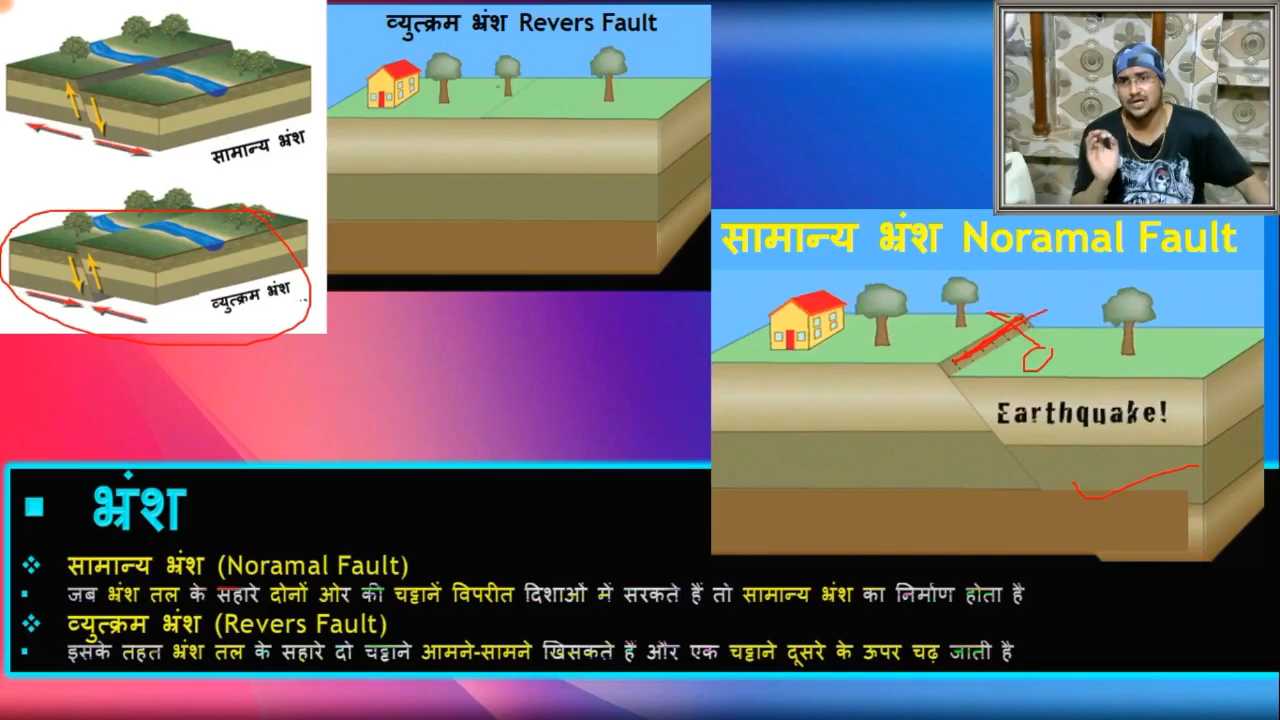 व्युत्क्रम भ्रंश Revers Fault
सामान्य भ्रंश
व्युत्क्रम भ्रंश
सामान्य भ्रंश Noramal Fault
Earthquake!
भ्रंश
सामान्य भ्रंश (Noramal Fault)
जब भ्रंश तल के सहारे दोनों ओर की चट्टानें विपरीत दिशाओं में सरकते हैं तो सामान्य भ्रंश का निर्माण होता है
व्युत्क्रम भ्रंश (Revers Fault)
इसके तहत भ्रंश तल के सहारे दो चट्टाने आमने-सामने खिसकते हैं और एक चट्टाने दूसरे के ऊपर चढ़ जाती है